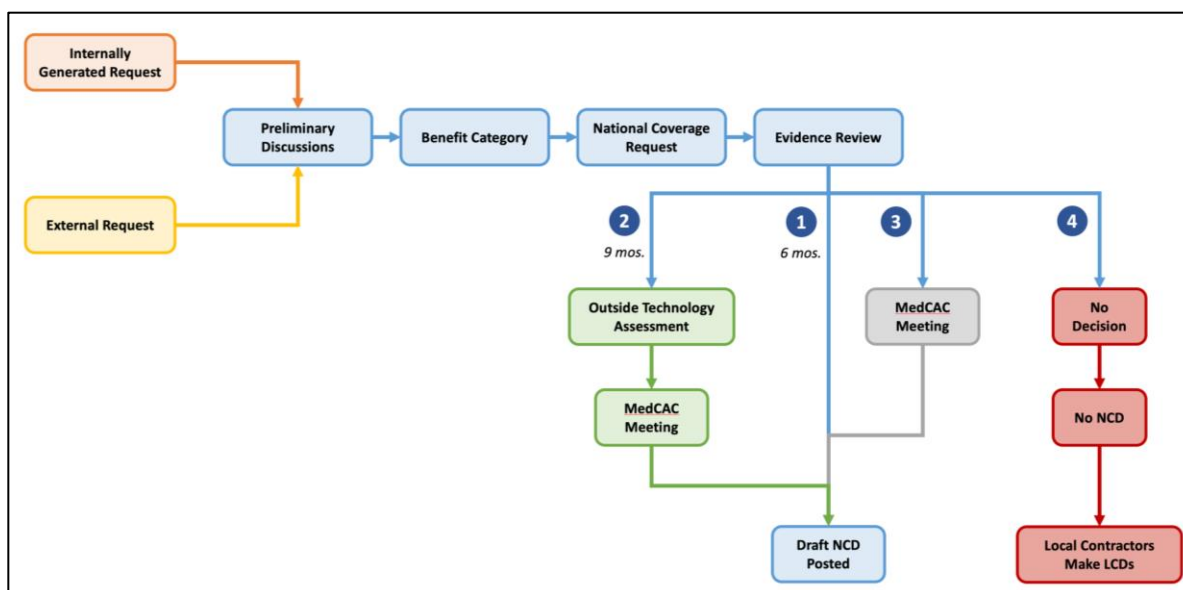 Internally
Generated Request
Preliminary
Discussions
Benefit Category
National Coverage
Request
Evidence Review
External Request
2
9 mos.
1
6 mos.
3
4
Outside Technology
Assessment
MedCAC
Meeting
No
Decision
MedCAC
Meeting
No NCD
Draft NCD
Posted
Local Contractors
Make LCDs